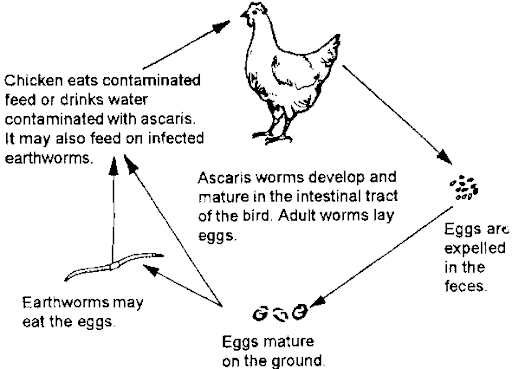 Chicken eats contaminated
feed or drinks water
contaminated with ascaris.
It may also feed on infected
earthworms.
Ascaris worms develop and
mature in the intestinal tract
of the bird. Adult worms lay
eggs.
Eggs are
expelled
in the
feces.
Earthworms may
eat the eggs.
Eggs mature
on the ground.